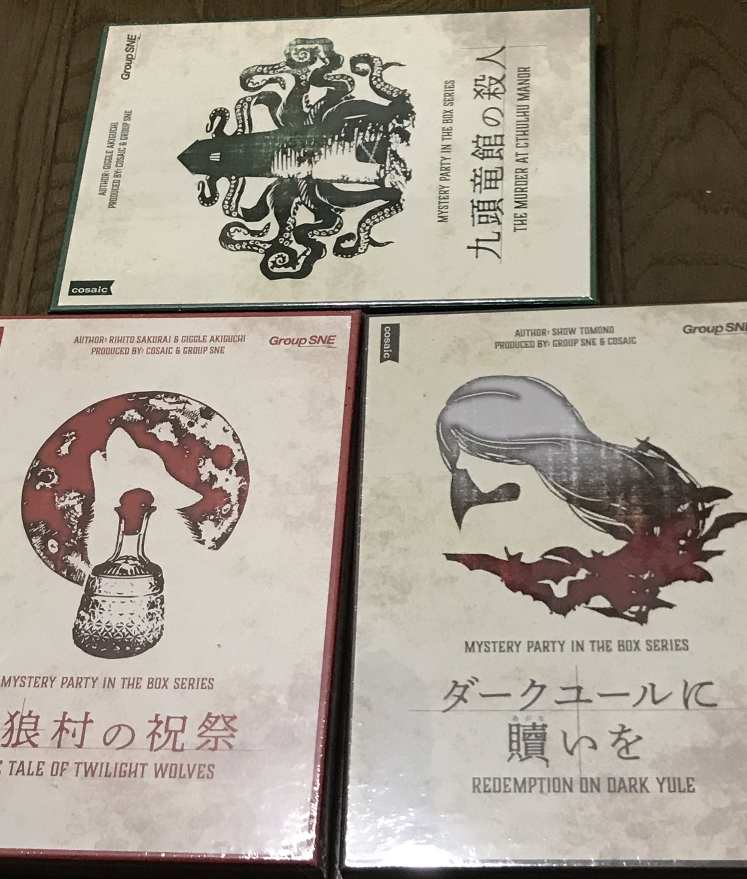 Group SNE
AUTHOR: GIGGLE AKIGUCHI
PRODUCED BY: COSAIC & GROUP SNE
MYSTERY PARTY IN THE BOX SERIES
九頭竜館の殺人
THE MURDER AT CTHULHU MANOR
cosaic
AUTHOR: RIHITO SAKURAI & GIGGLE AKIGUCHI
PRODUCED BY: COSAIC & GROUP SNE
Group SNE
MYSTERY PARTY IN THE BOX SERIES
狼村の祝祭
TALE OF TWILIGHT WOLVES
cosaic
AUTHOR: SHOW TOMONO
PRODUCED BY: GROUP SNE & COSAIC
Group SNE
MYSTERY PARTY IN THE BOX SERIES
ダークユールに
贖いを
REDEMPTION ON DARK YULE